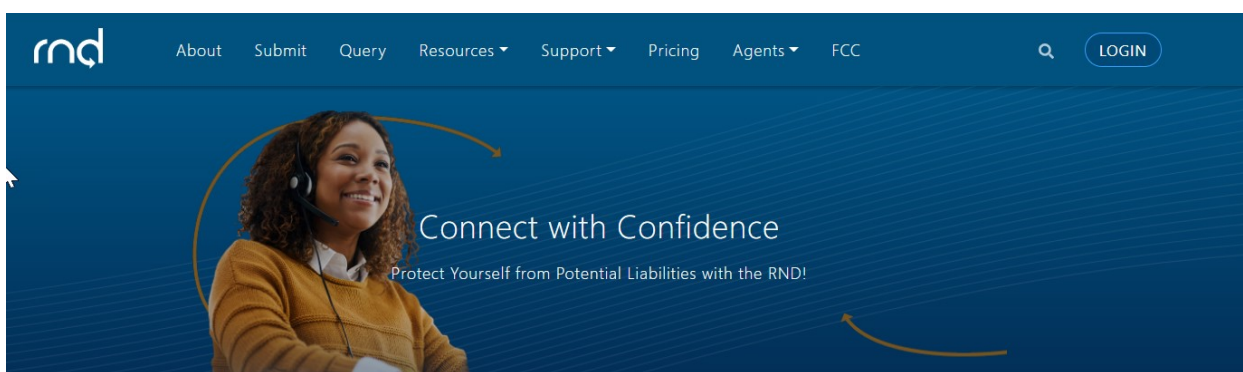 rnd
About Submit Query Resources Support Pricing Agents FCC LOGIN
Connect with Confidence
Protect Yourself from Potential Liabilities with the RND!